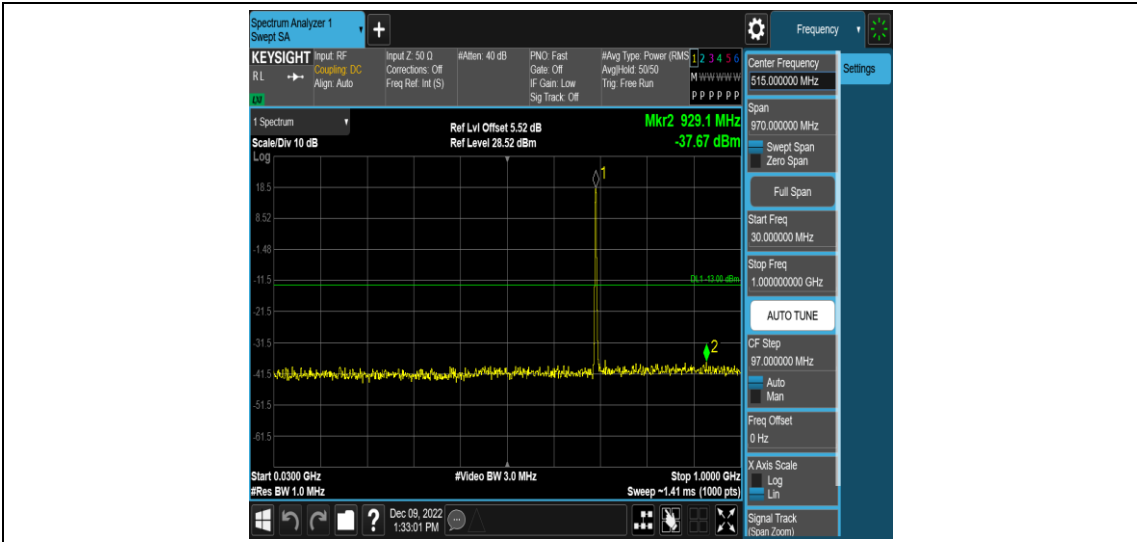 Spectrum Analyzer 1
Swept SA
+
Frequency
KEYSIGHT
RL
LXI
Input: RF
Coupling: DC
Align: Auto
Input Z: 50 Ω
Corrections: Off
Freq Ref: Int (S)
#Atten: 40 dB
PNO: Fast
Gate: Off
IF Gain: Low
Sig Track: Off
#Avg Type: Power (RMS
Avg|Hold: 50/50
Trig: Free Run
1 2 3 4 5 6
M W W W W W
P P P P P P
1 Spectrum
Scale/Div 10 dB
Ref Lvl Offset 5.52 dB
Ref Level 28.52 dBm
Mkr2 929.1 MHz
-37.67 dBm
Log
18.5
8.52
-1.48
-11.5
-21.5
-31.5
-41.5
-51.5
-61.5
1
DL1 -13.00 dBm
2
Start 0.0300 GHz
#Res BW 1.0 MHz
#Video BW 3.0 MHz
Stop 1.0000 GHz
Sweep ~1.41 ms (1000 pts)
?
Dec 09, 2022
1:33:01 PM
Center Frequency
515.000000 MHz
Settings
Span
970.000000 MHz
Swept Span
Zero Span
Full Span
Start Freq
30.000000 MHz
Stop Freq
1.000000000 GHz
AUTO TUNE
CF Step
97.000000 MHz
Auto
Man
Freq Offset
0 Hz
X Axis Scale
Log
Lin
Signal Track
(Span Zoom)